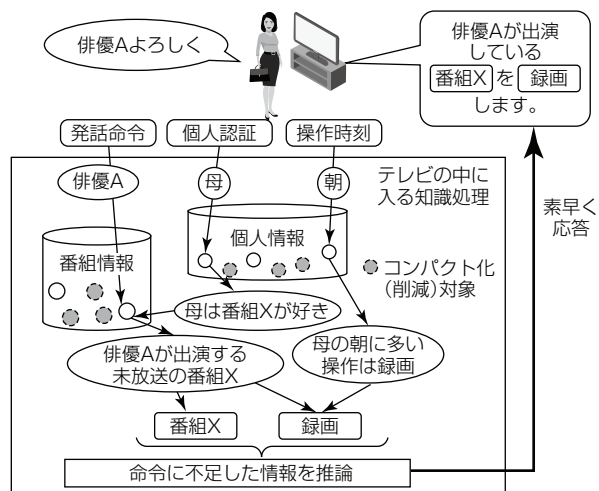 俳優Aよろしく
俳優Aが出演
している
番組X を 録画
します。
発話命令
個人認証
操作時刻
俳優A
母
朝
テレビの中に
入る知識処理
素早く
応答
番組情報
個人情報
コンパクト化
（削減）対象
母は番組Xが好き
俳優Aが出演する
未放送の番組X
母の朝に多い
操作は録画
番組X
録画
命令に不足した情報を推論